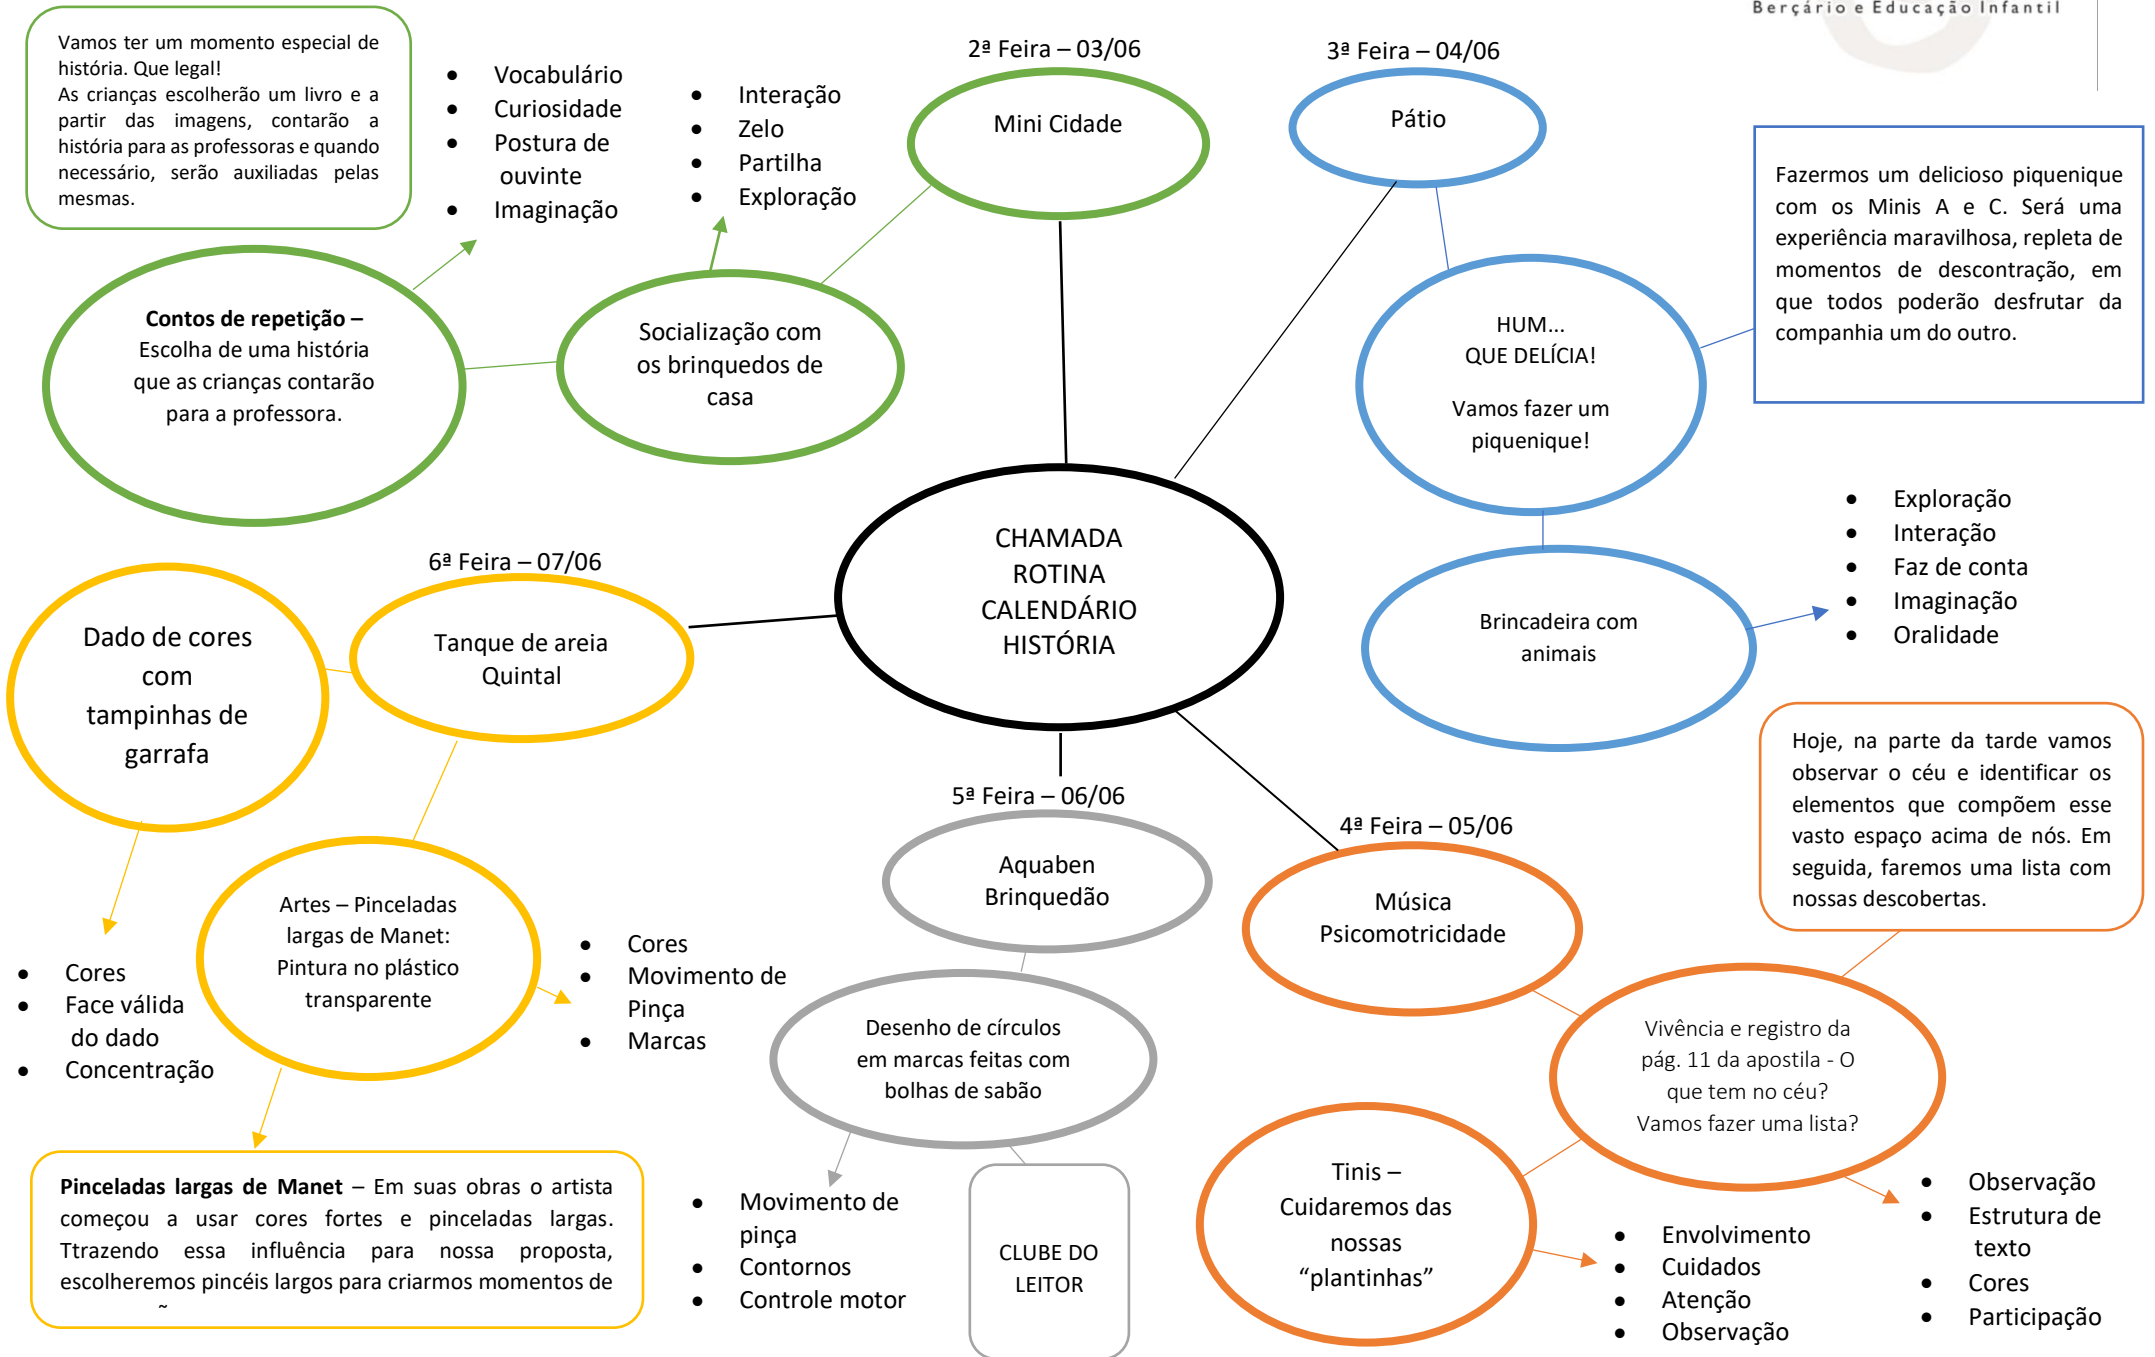 Berçário e Educação Infantil
Vamos ter um momento especial de
história. Que legal!
As crianças escolherão um livro e a
partir das imagens, contarão a
história para as professoras e quando
necessário, serão auxiliadas pelas
mesmas.
• Vocabulário
• Curiosidade
• Postura de
ouvinte
• Imaginação
• Interação
• Zelo
• Partilha
• Exploração
2ª Feira – 03/06
Mini Cidade
Socialização com
os brinquedos de
casa
Contos de repetição –
Escolha de uma história
que as crianças contarão
para a professora.
3ª Feira – 04/06
Pátio
Fazermos um delicioso piquenique
com os Minis A e C. Será uma
experiência maravilhosa, repleta de
momentos de descontração, em
que todos poderão desfrutar da
companhia um do outro.
HUM...
QUE DELÍCIA!
Vamos fazer um
piquenique!
Brincadeira com
animais
• Exploração
• Interação
• Faz de conta
• Imaginação
• Oralidade
CHAMADA
ROTINA
CALENDÁRIO
HISTÓRIA
6ª Feira – 07/06
Tanque de areia
Quintal
Dado de cores
com
tampinhas de
garrafa
• Cores
• Face válida
do dado
• Concentração
Artes – Pinceladas
largas de Manet:
Pintura no plástico
transparente
• Cores
• Movimento de
Pinça
• Marcas
Pinceladas largas de Manet – Em suas obras o artista
começou a usar cores fortes e pinceladas largas.
Ttrazendo essa influência para nossa proposta,
escolheremos pincéis largos para criarmos momentos de
5ª Feira – 06/06
Aquaben
Brinquedão
Desenho de círculos
em marcas feitas com
bolhas de sabão
• Movimento de
pinça
• Contornos
• Controle motor
CLUBE DO
LEITOR
4ª Feira – 05/06
Música
Psicomotricidade
Hoje, na parte da tarde vamos
observar o céu e identificar os
elementos que compõem esse
vasto espaço acima de nós. Em
seguida, faremos uma lista com
nossas descobertas.
Vivência e registro da
pág. 11 da apostila - O
que tem no céu?
Vamos fazer uma lista?
• Observação
• Estrutura de
texto
• Cores
• Participação
Tinis –
Cuidaremos das
nossas
“plantinhas”
• Envolvimento
• Cuidados
• Atenção
• Observação